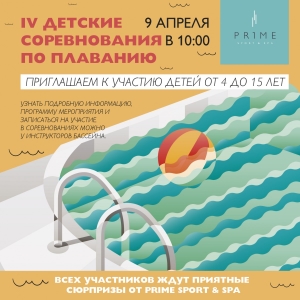 IV ДЕТСКИЕ
СОРЕВНОВАНИЯ
ПО ПЛАВАНИЮ
9 АПРЕЛЯ
В 10:00
PRIME
SPORT & SPA
ПРИГЛАШАЕМ К УЧАСТИЮ ДЕТЕЙ ОТ 4 ДО 15 ЛЕТ
УЗНАТЬ ПОДРОБНУЮ ИНФОРМАЦИЮ,
ПРОГРАММУ МЕРОПРИЯТИЯ И
ЗАПИСАТЬСЯ НА УЧАСТИЕ
В СОРЕВНОВАНИЯХ МОЖНО
У ИНСТРУКТОРОВ БАССЕЙНА.
ВСЕХ УЧАСТНИКОВ ЖДУТ ПРИЯТНЫЕ
СЮРПРИЗЫ ОТ PRIME SPORT & SPA